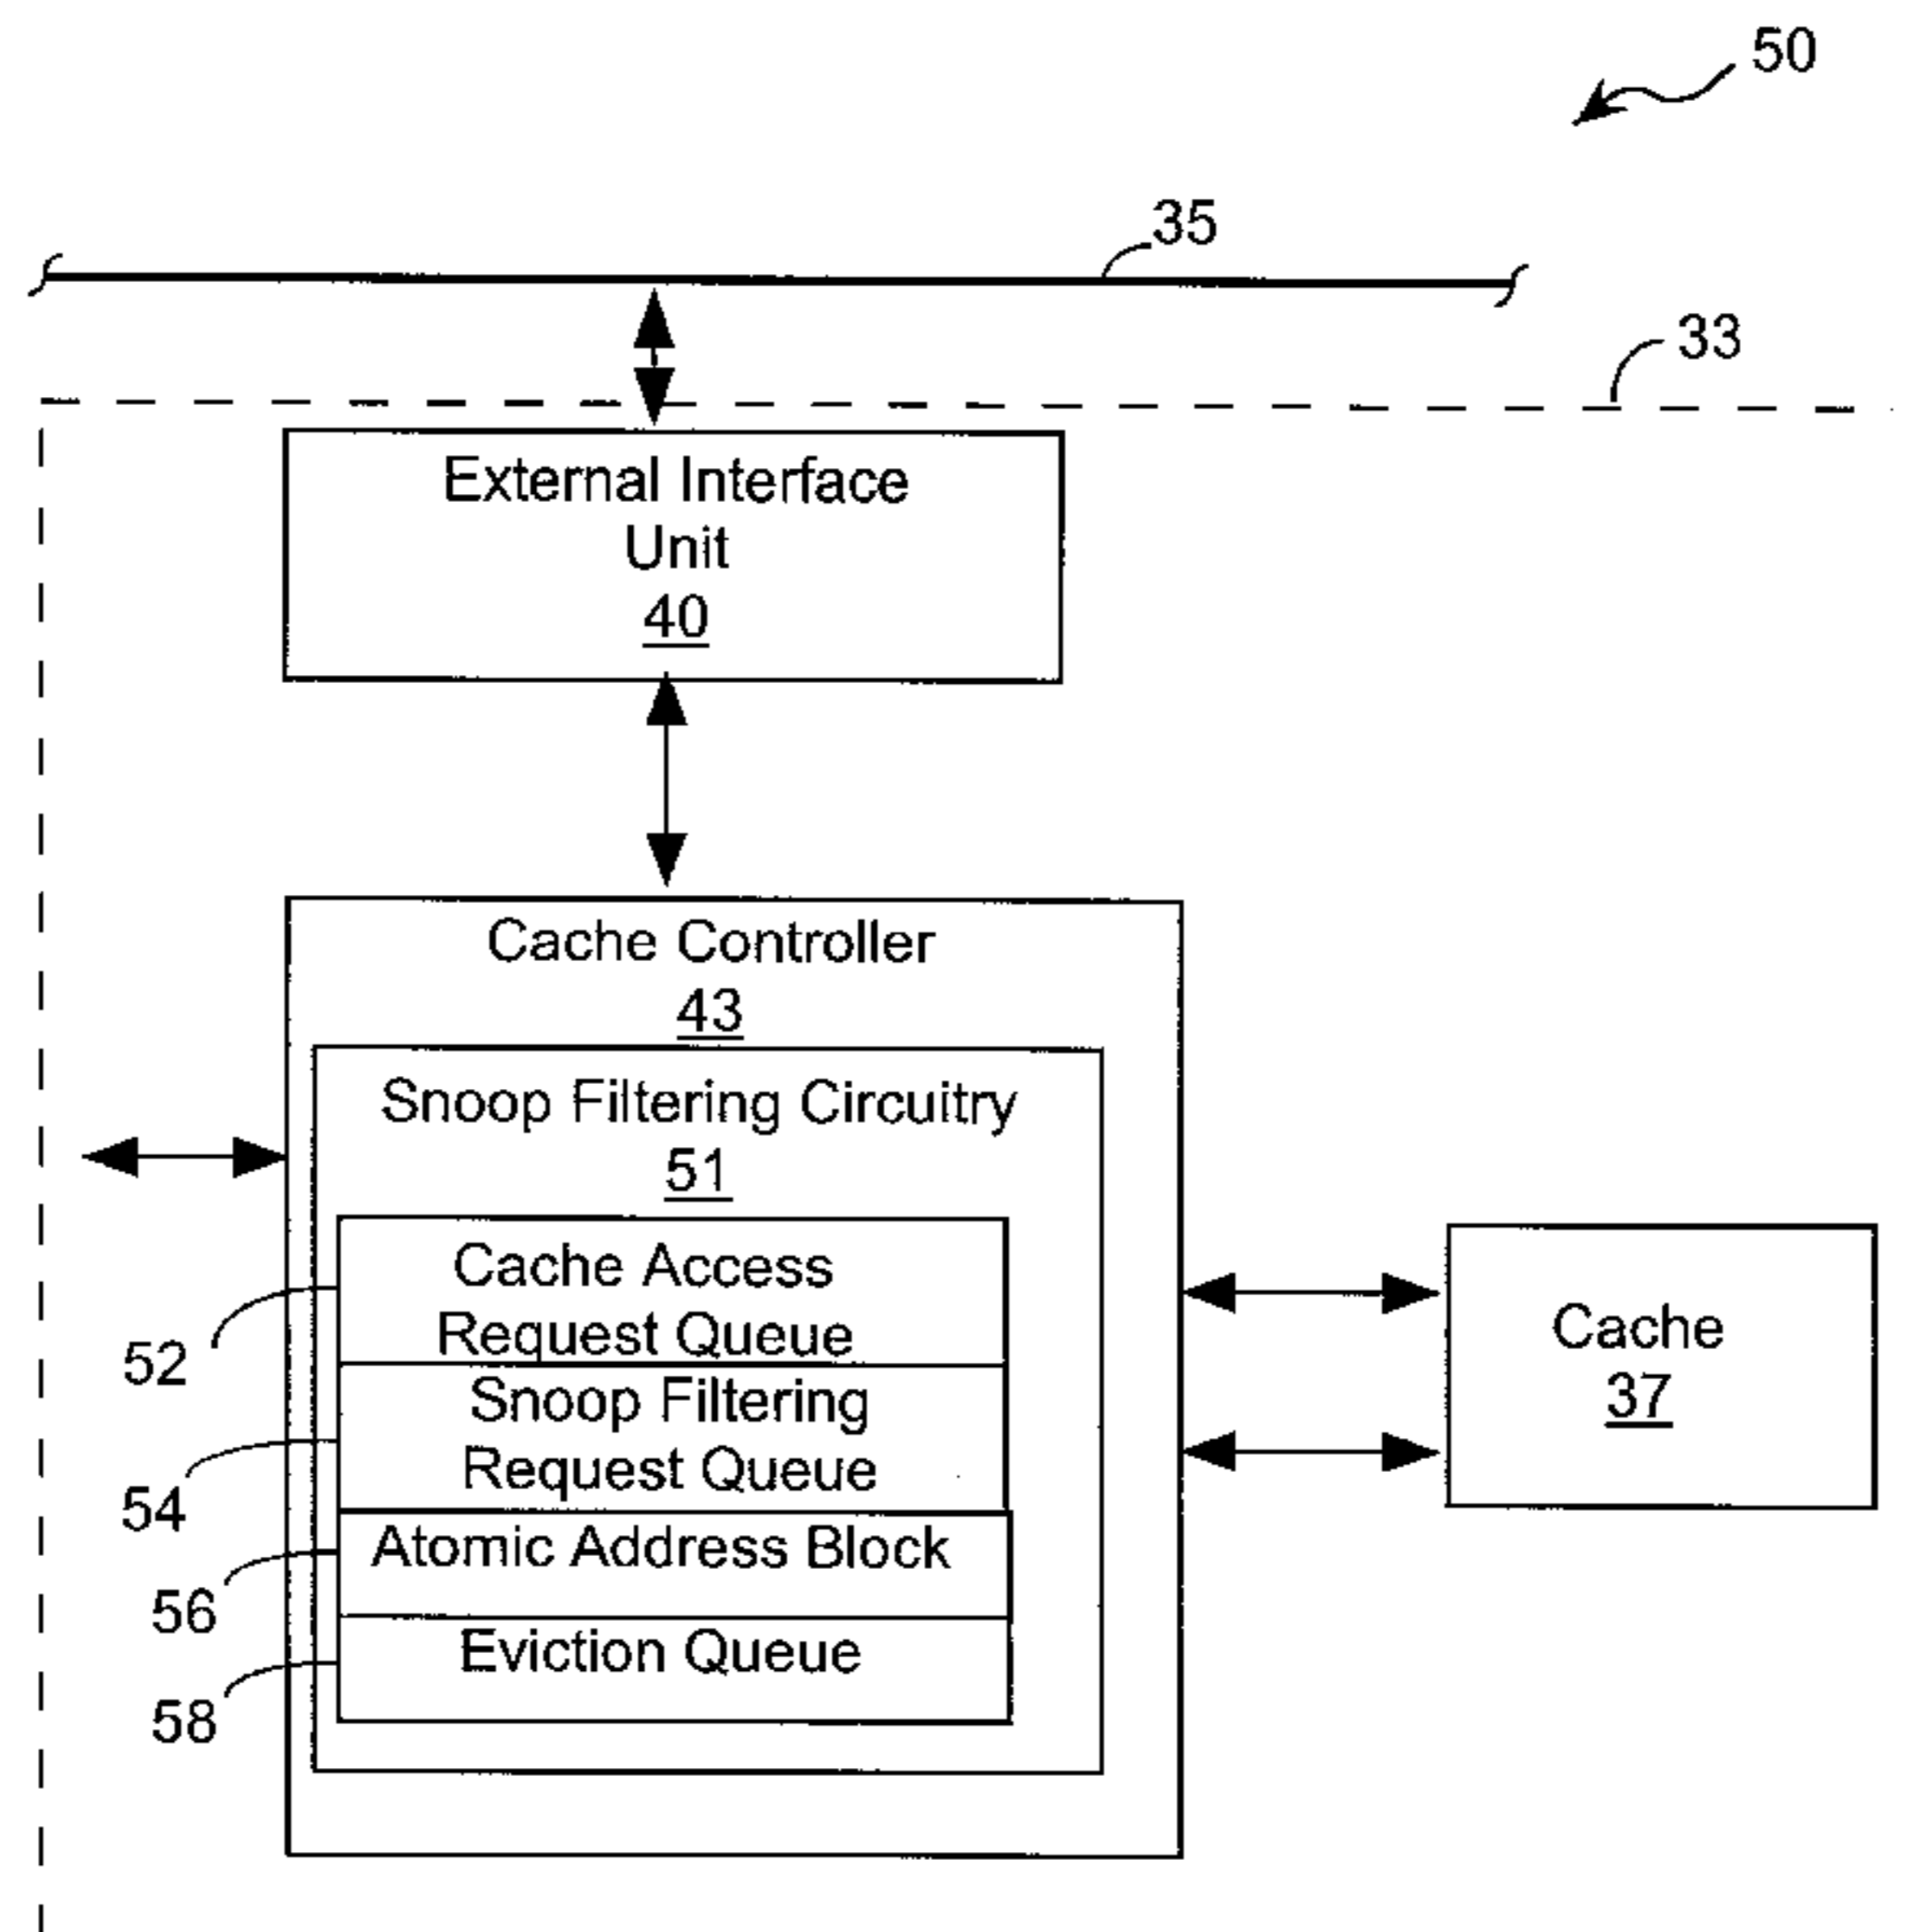 50
35
33
External Interface
Unit
40
Cache Controller
43
Snoop Filtering Circuitry
51
Cache Access
Request Queue
52
Snoop Filtering
Request Queue
54
Atomic Address Block
56
Eviction Queue
58
Cache
37